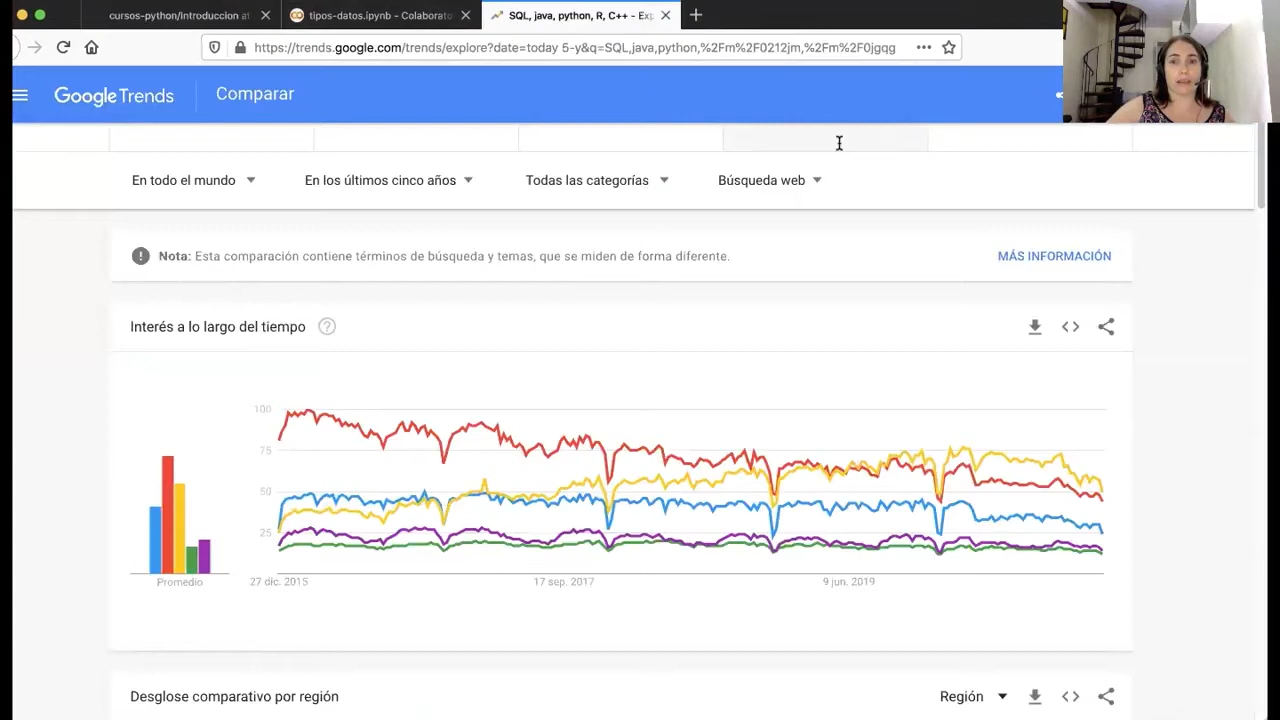 cursos-python/introduccion a
tipos-datos.ipynb - Colaborato
SQL, java, python, R, C++ - Exp
https://trends.google.com/trends/explore?date=today 5-y&q=SQL,java,python,%2Fm%2F0212jm,%2Fm%2F0jgqg
Google Trends
Comparar
En todo el mundo
En los últimos cinco años
Todas las categorías
Búsqueda web
Nota: Esta comparación contiene términos de búsqueda y temas, que se miden de forma diferente.
MÁS INFORMACIÓN
Interés a lo largo del tiempo
100
75
50
25
Promedio
27 dic. 2015
17 sep. 2017
9 jun. 2019
Desglose comparativo por región
Región